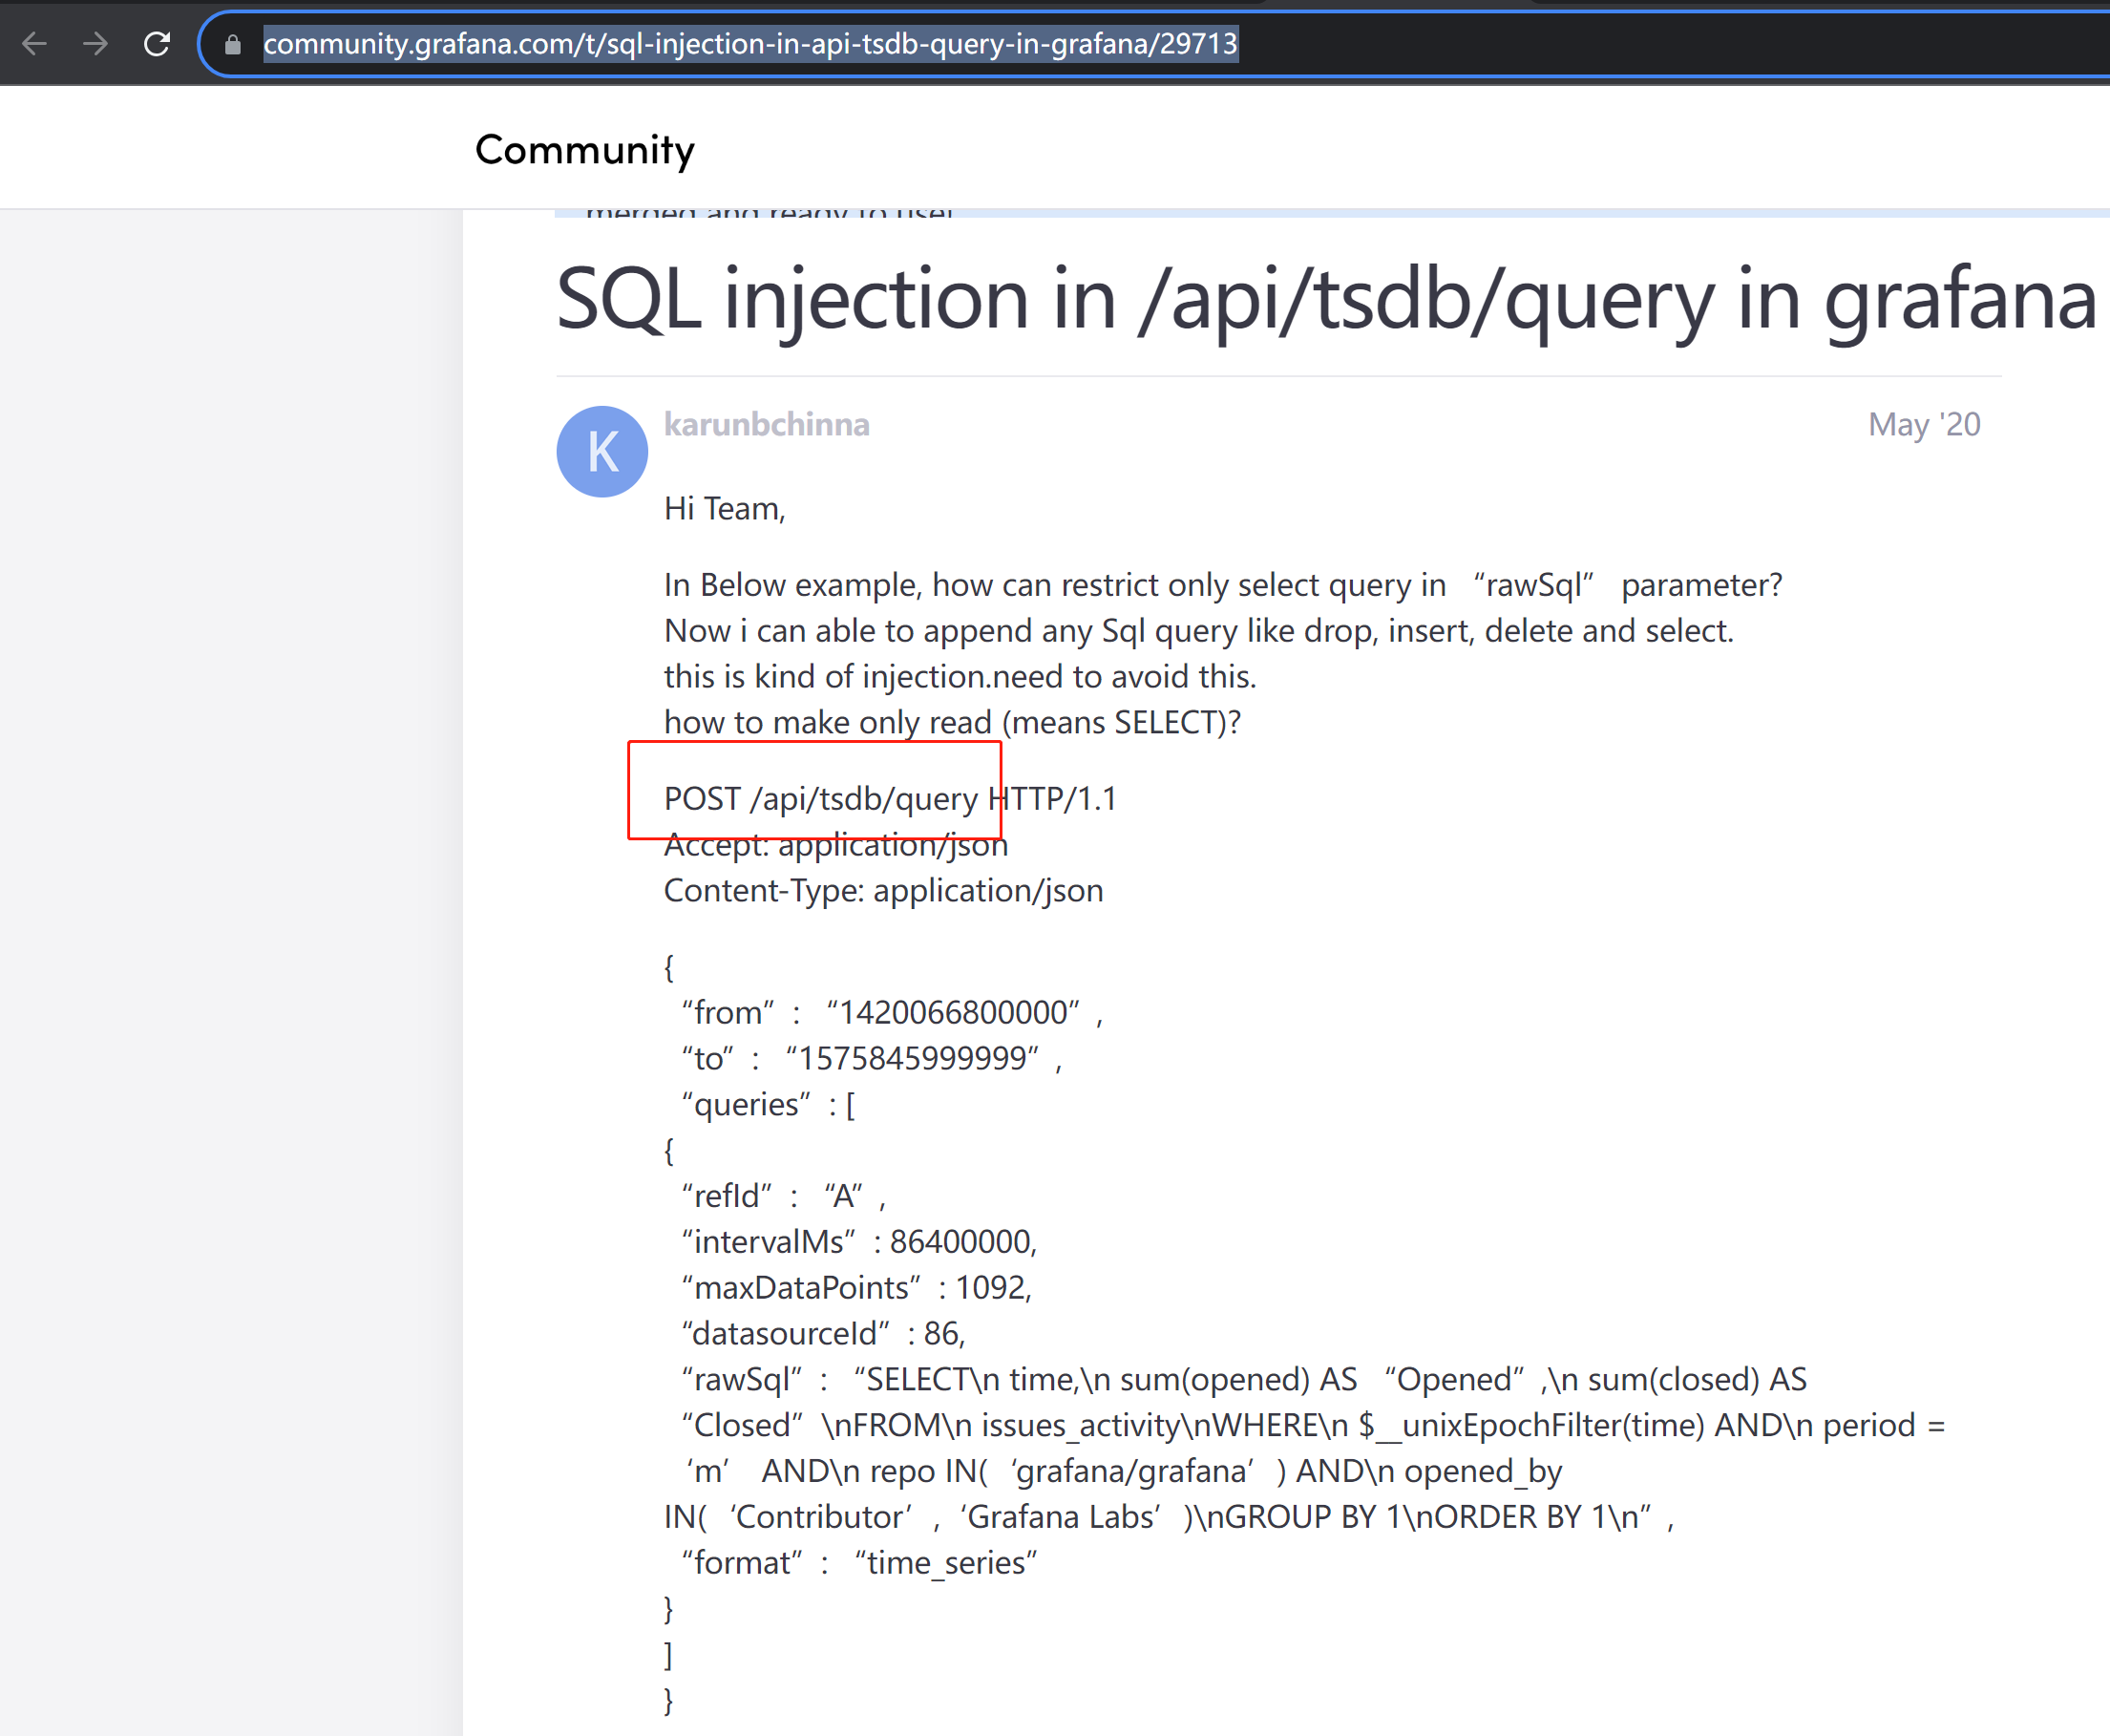 community.grafana.com/t/sql-injection-in-api-tsdb-query-in-grafana/29713
Community
merged and ready to use!
SQL injection in /api/tsdb/query in grafana
K
karunbchinna
May '20
Hi Team,
In Below example, how can restrict only select query in “rawSql” parameter?
Now i can able to append any Sql query like drop, insert, delete and select.
this is kind of injection.need to avoid this.
how to make only read (means SELECT)?
POST /api/tsdb/query HTTP/1.1
Accept: application/json
Content-Type: application/json
{
“from” : “1420066800000” ,
“to” : “1575845999999” ,
“queries” : [
{
“refId” : “A” ,
“intervalMs” : 86400000,
“maxDataPoints” : 1092,
“datasourceId” : 86,
“rawSql” : “SELECT\n time,\n sum(opened) AS “Opened” ,\n sum(closed) AS
“Closed” \nFROM\n issues_activity\nWHERE\n $__unixEpochFilter(time) AND\n period =
‘m’ AND\n repo IN( ‘grafana/grafana’ ) AND\n opened_by
IN( ‘Contributor’ , ‘Grafana Labs’ )\nGROUP BY 1\nORDER BY 1\n” ,
“format” : “time_series”
}
]
}